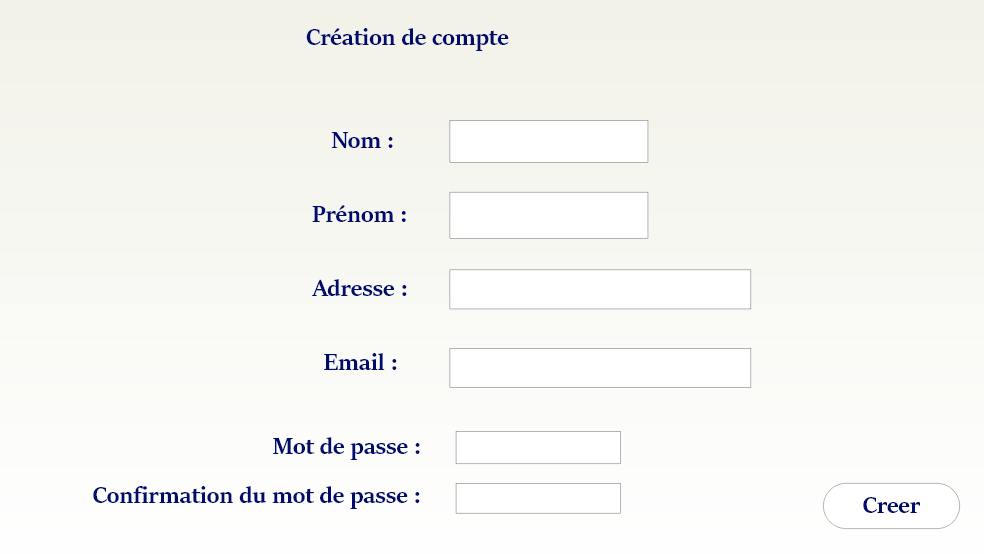 Création de compte
Nom :
Prénom :
Adresse :
Email :
Mot de passe :
Confirmation du mot de passe :
Creer